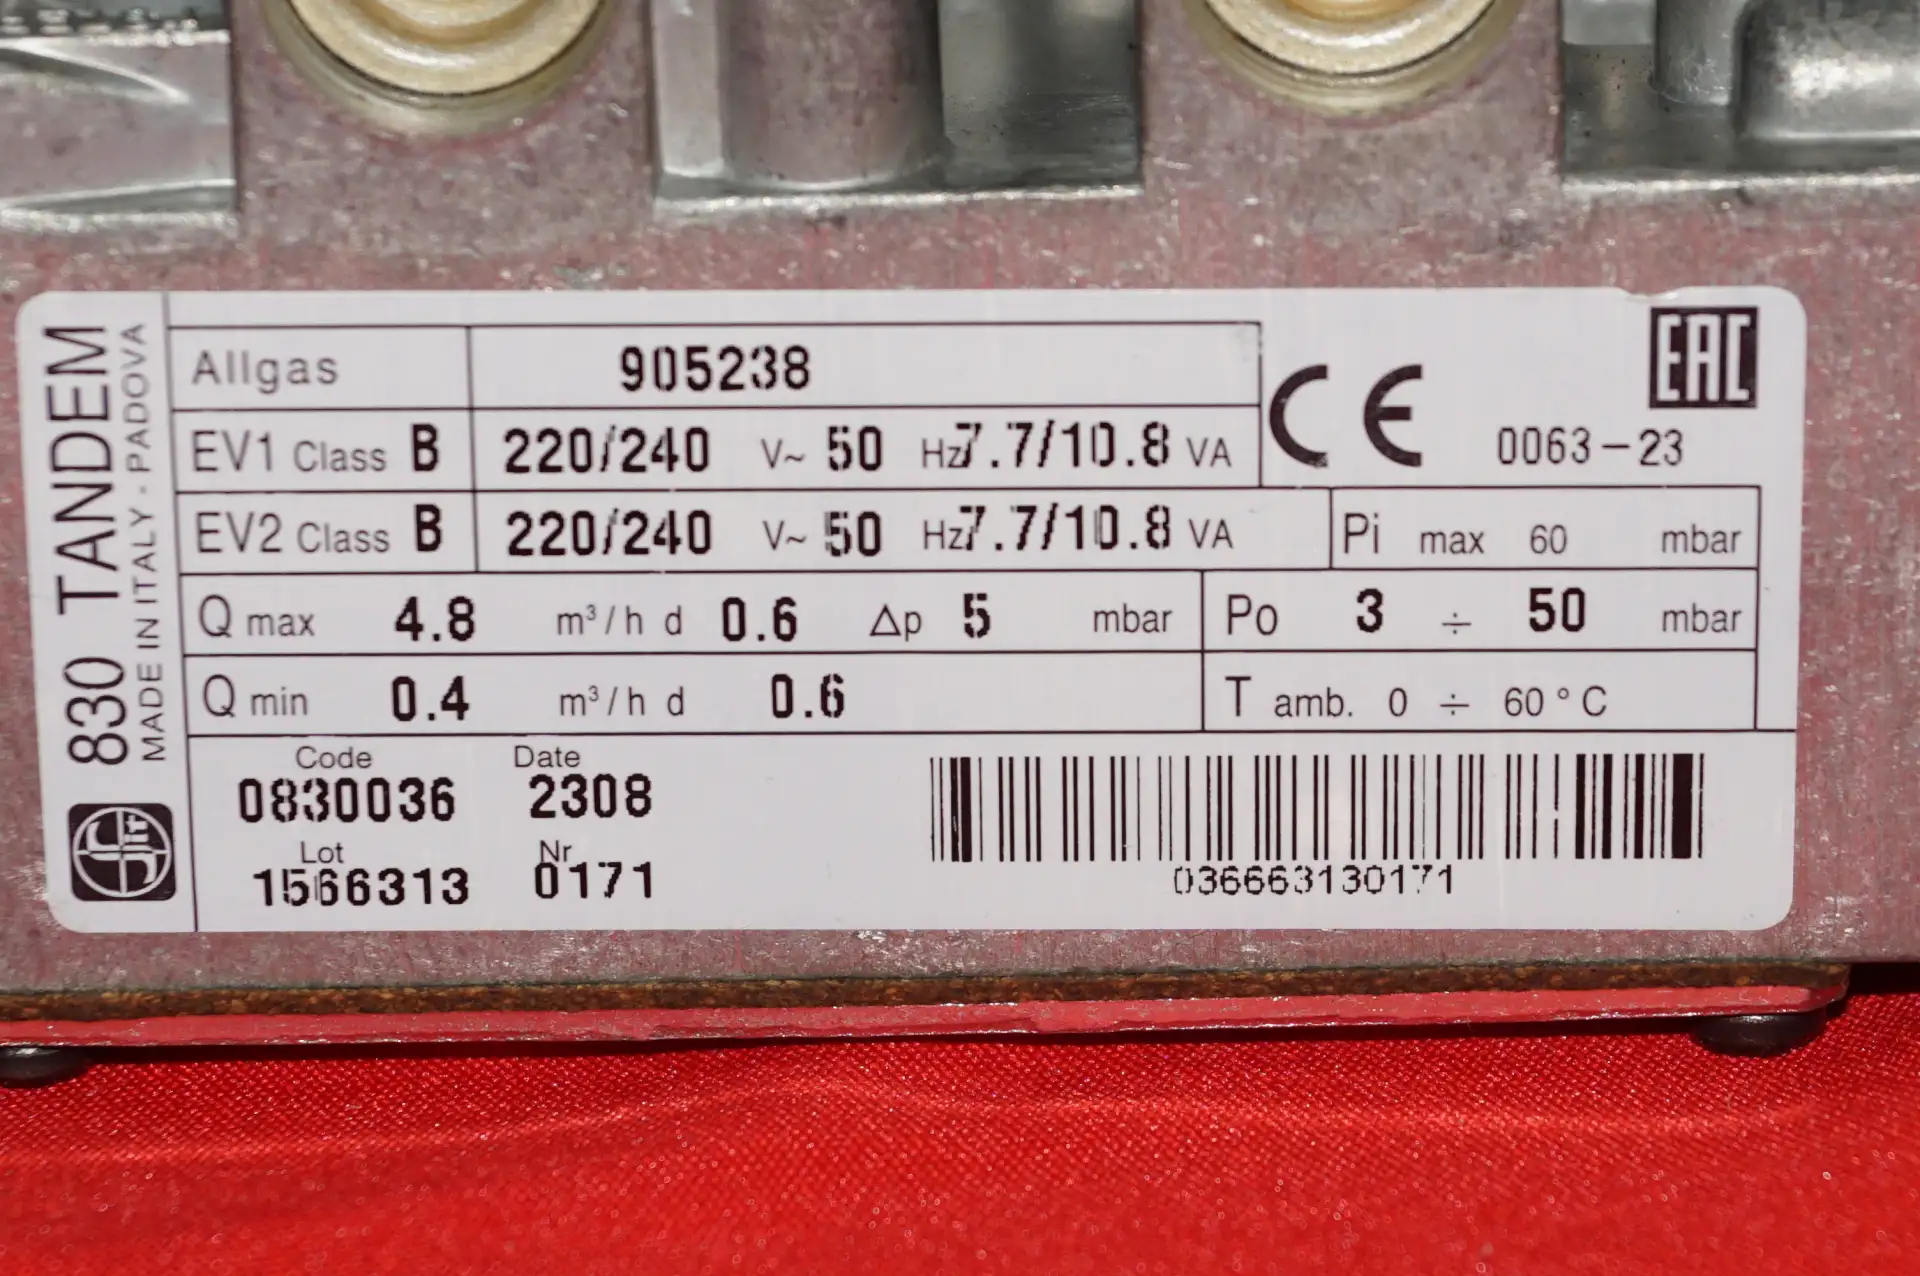 830 TANDEM
MADE IN ITALY - PADOVA
SIT
Allgas 905238
EV1 Class B 220/240 V~ 50 Hz 7.7/10.8 VA
CE
EAC
0063-23
EV2 Class B 220/240 V~ 50 Hz 7.7/10.8 VA Pi max 60 mbar
Q max 4.8 m³/h d 0.6 Δp 5 mbar Po 3 ÷ 50 mbar
Q min 0.4 m³/h d 0.6 T amb. 0 ÷ 60 °C
Code Date
0830036 2308
Lot Nr
1566313 0171
036663130171